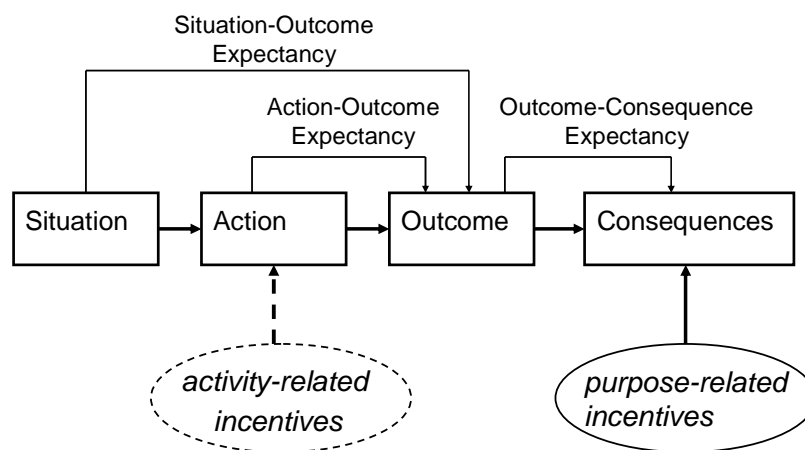 Situation-Outcome
Expectancy
Action-Outcome
Expectancy
Outcome-Consequence
Expectancy
Situation
Action
Outcome
Consequences
activity-related
incentives
purpose-related
incentives